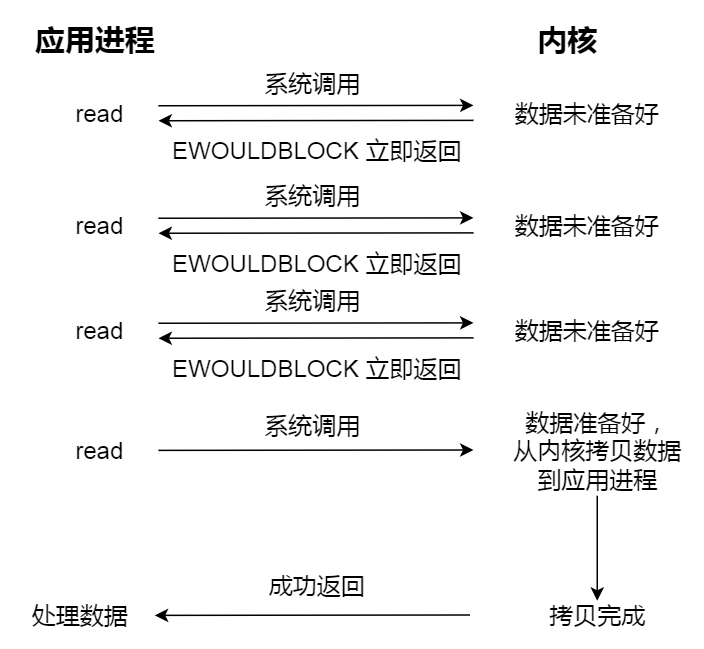 应用进程
内核
系统调用
read
数据未准备好
EWOULDBLOCK 立即返回
系统调用
read
数据未准备好
EWOULDBLOCK 立即返回
系统调用
read
数据未准备好
EWOULDBLOCK 立即返回
系统调用
read
数据准备好，
从内核拷贝数据
到应用进程
成功返回
处理数据
拷贝完成